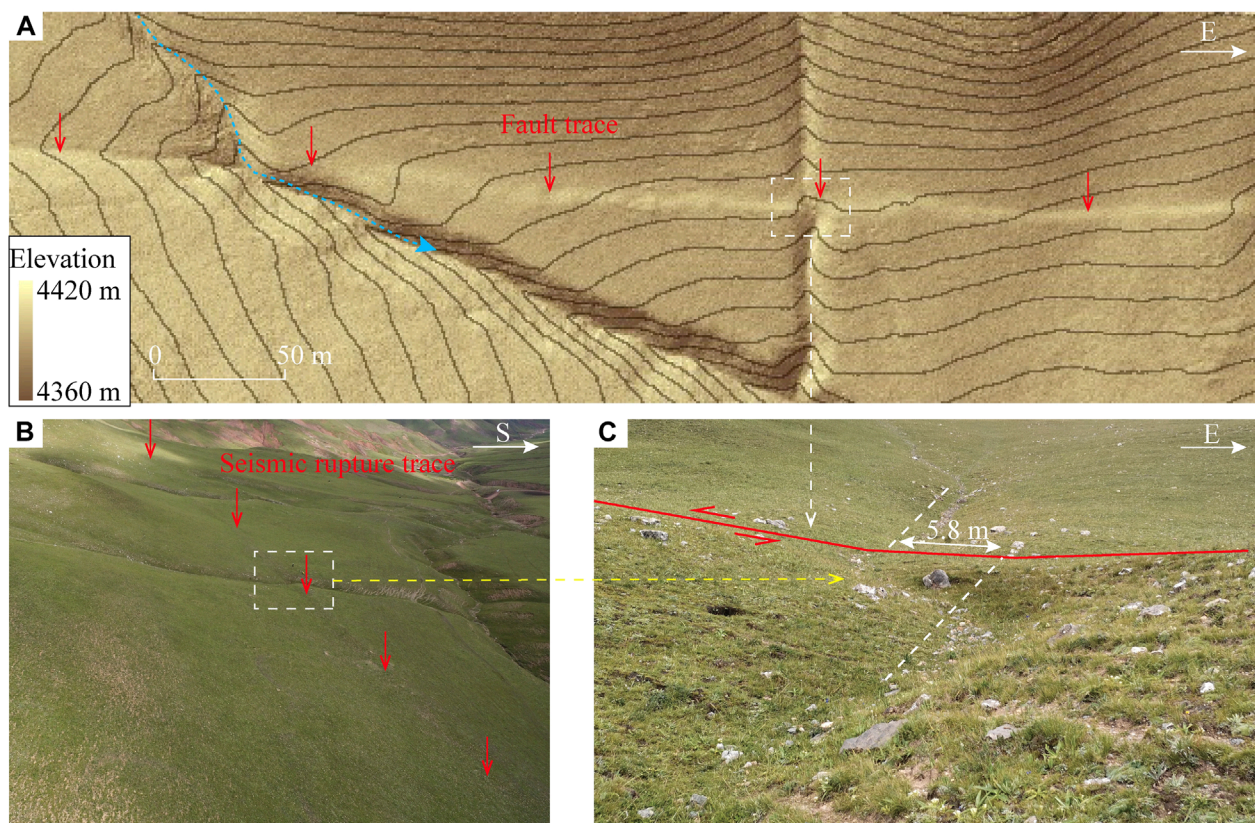 A
E
Fault trace
Elevation
4420 m
4360 m
0 50 m
B
S
Seismic rupture trace
C
E
5.8 m